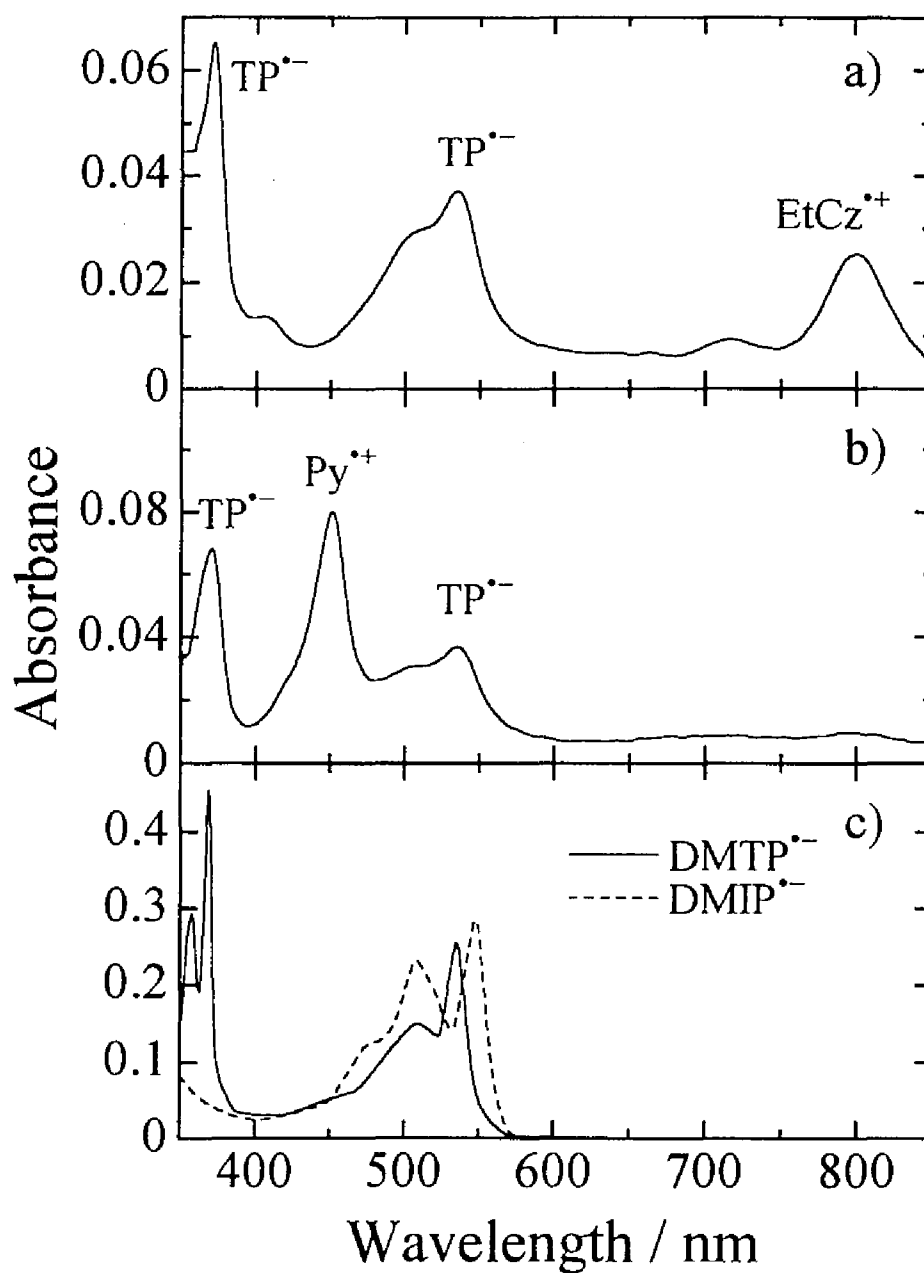 a)
TP•−
TP•−
EtCz•+
0.06
0.04
0.02
0
b)
TP•−
Py•+
TP•−
0.08
0.04
0
c)
DMTP•−
DMIP•−
0.4
0.3
0.2
0.1
0
400 500 600 700 800
Absorbance
Wavelength / nm